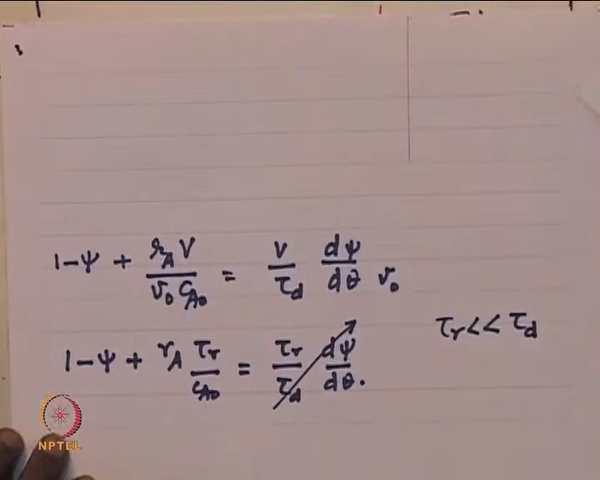 1-ψ + r_A V / (v₀ C_A₀) = V/τ_d dψ/dθ v₀
1-ψ + r_A τ_r/C_A₀ = τ_r/τ_d dψ/dθ.
τ_r << τ_d
NPTEL